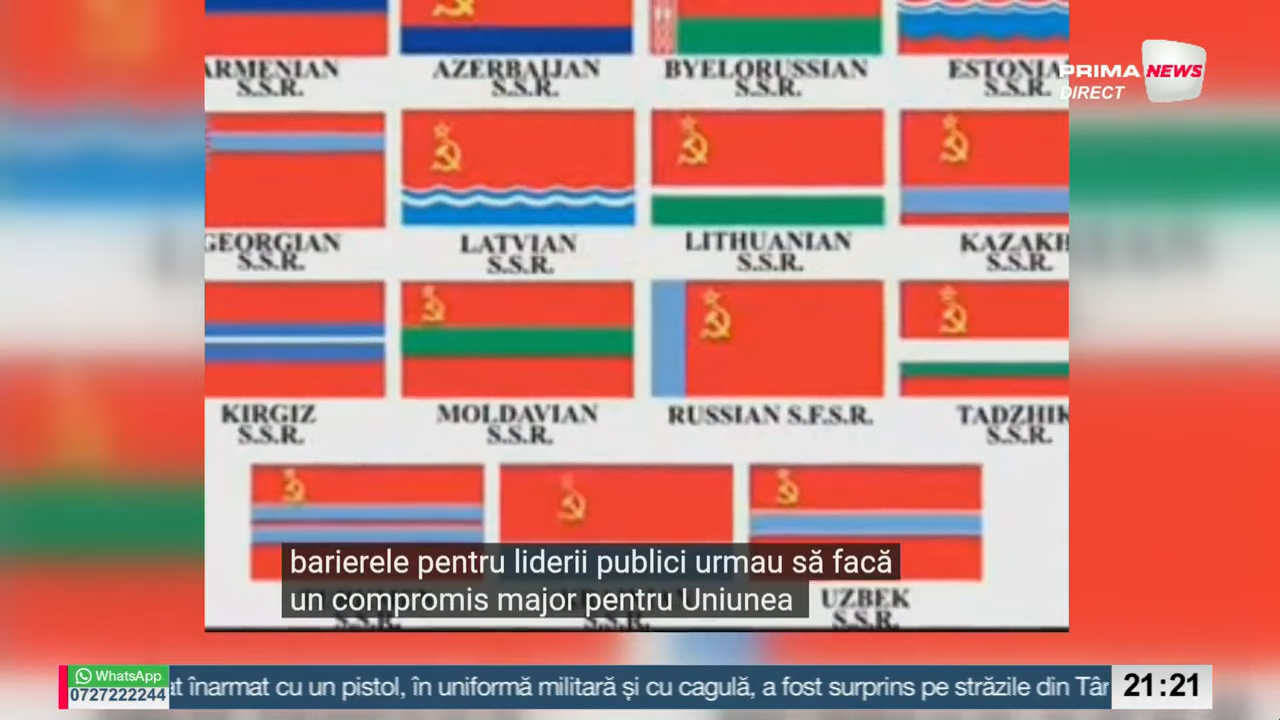 ARMENIAN
S.S.R.
AZERBAIJAN
S.S.R.
BYELORUSSIAN
S.S.R.
ESTONIA
S.S.R.
PRIMA NEWS
DIRECT
GEORGIAN
S.S.R.
LATVIAN
S.S.R.
LITHUANIAN
S.S.R.
KAZAKH
S.S.R.
KIRGIZ
S.S.R.
MOLDAVIAN
S.S.R.
RUSSIAN S.F.S.R.
TADZHIK
S.S.R.
barierele pentru liderii publici urmau să facă
un compromis major pentru Uniunea
S.S.R.
S.S.R.
UZBEK
S.S.R.
WhatsApp
0727222244
at înarmat cu un pistol, în uniformă militară și cu cagulă, a fost surprins pe străzile din Târ
21:21